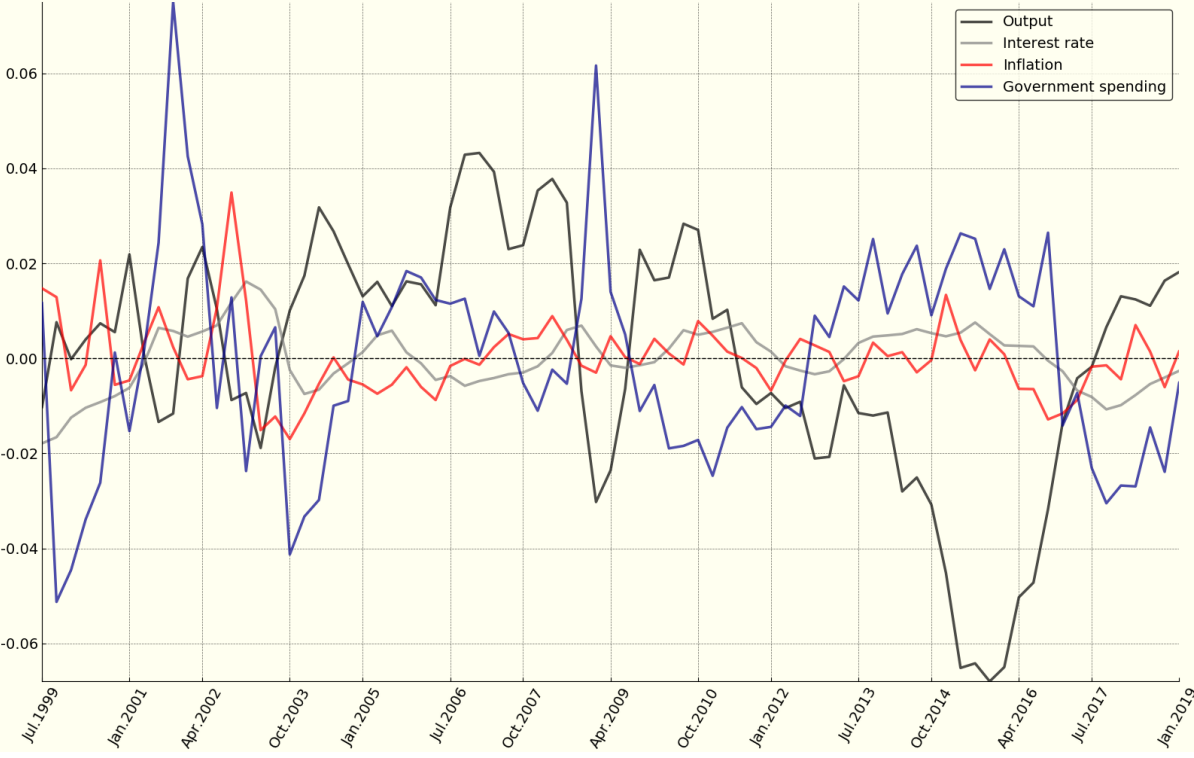 Output
Interest rate
Inflation
Government spending
0.06
0.04
0.02
0.00
-0.02
-0.04
-0.06
Jul.1999
Jan.2001
Apr.2002
Oct.2003
Jan.2005
Jul.2006
Oct.2007
Apr.2009
Oct.2010
Jan.2012
Jul.2013
Oct.2014
Apr.2016
Jul.2017
Jan.2019